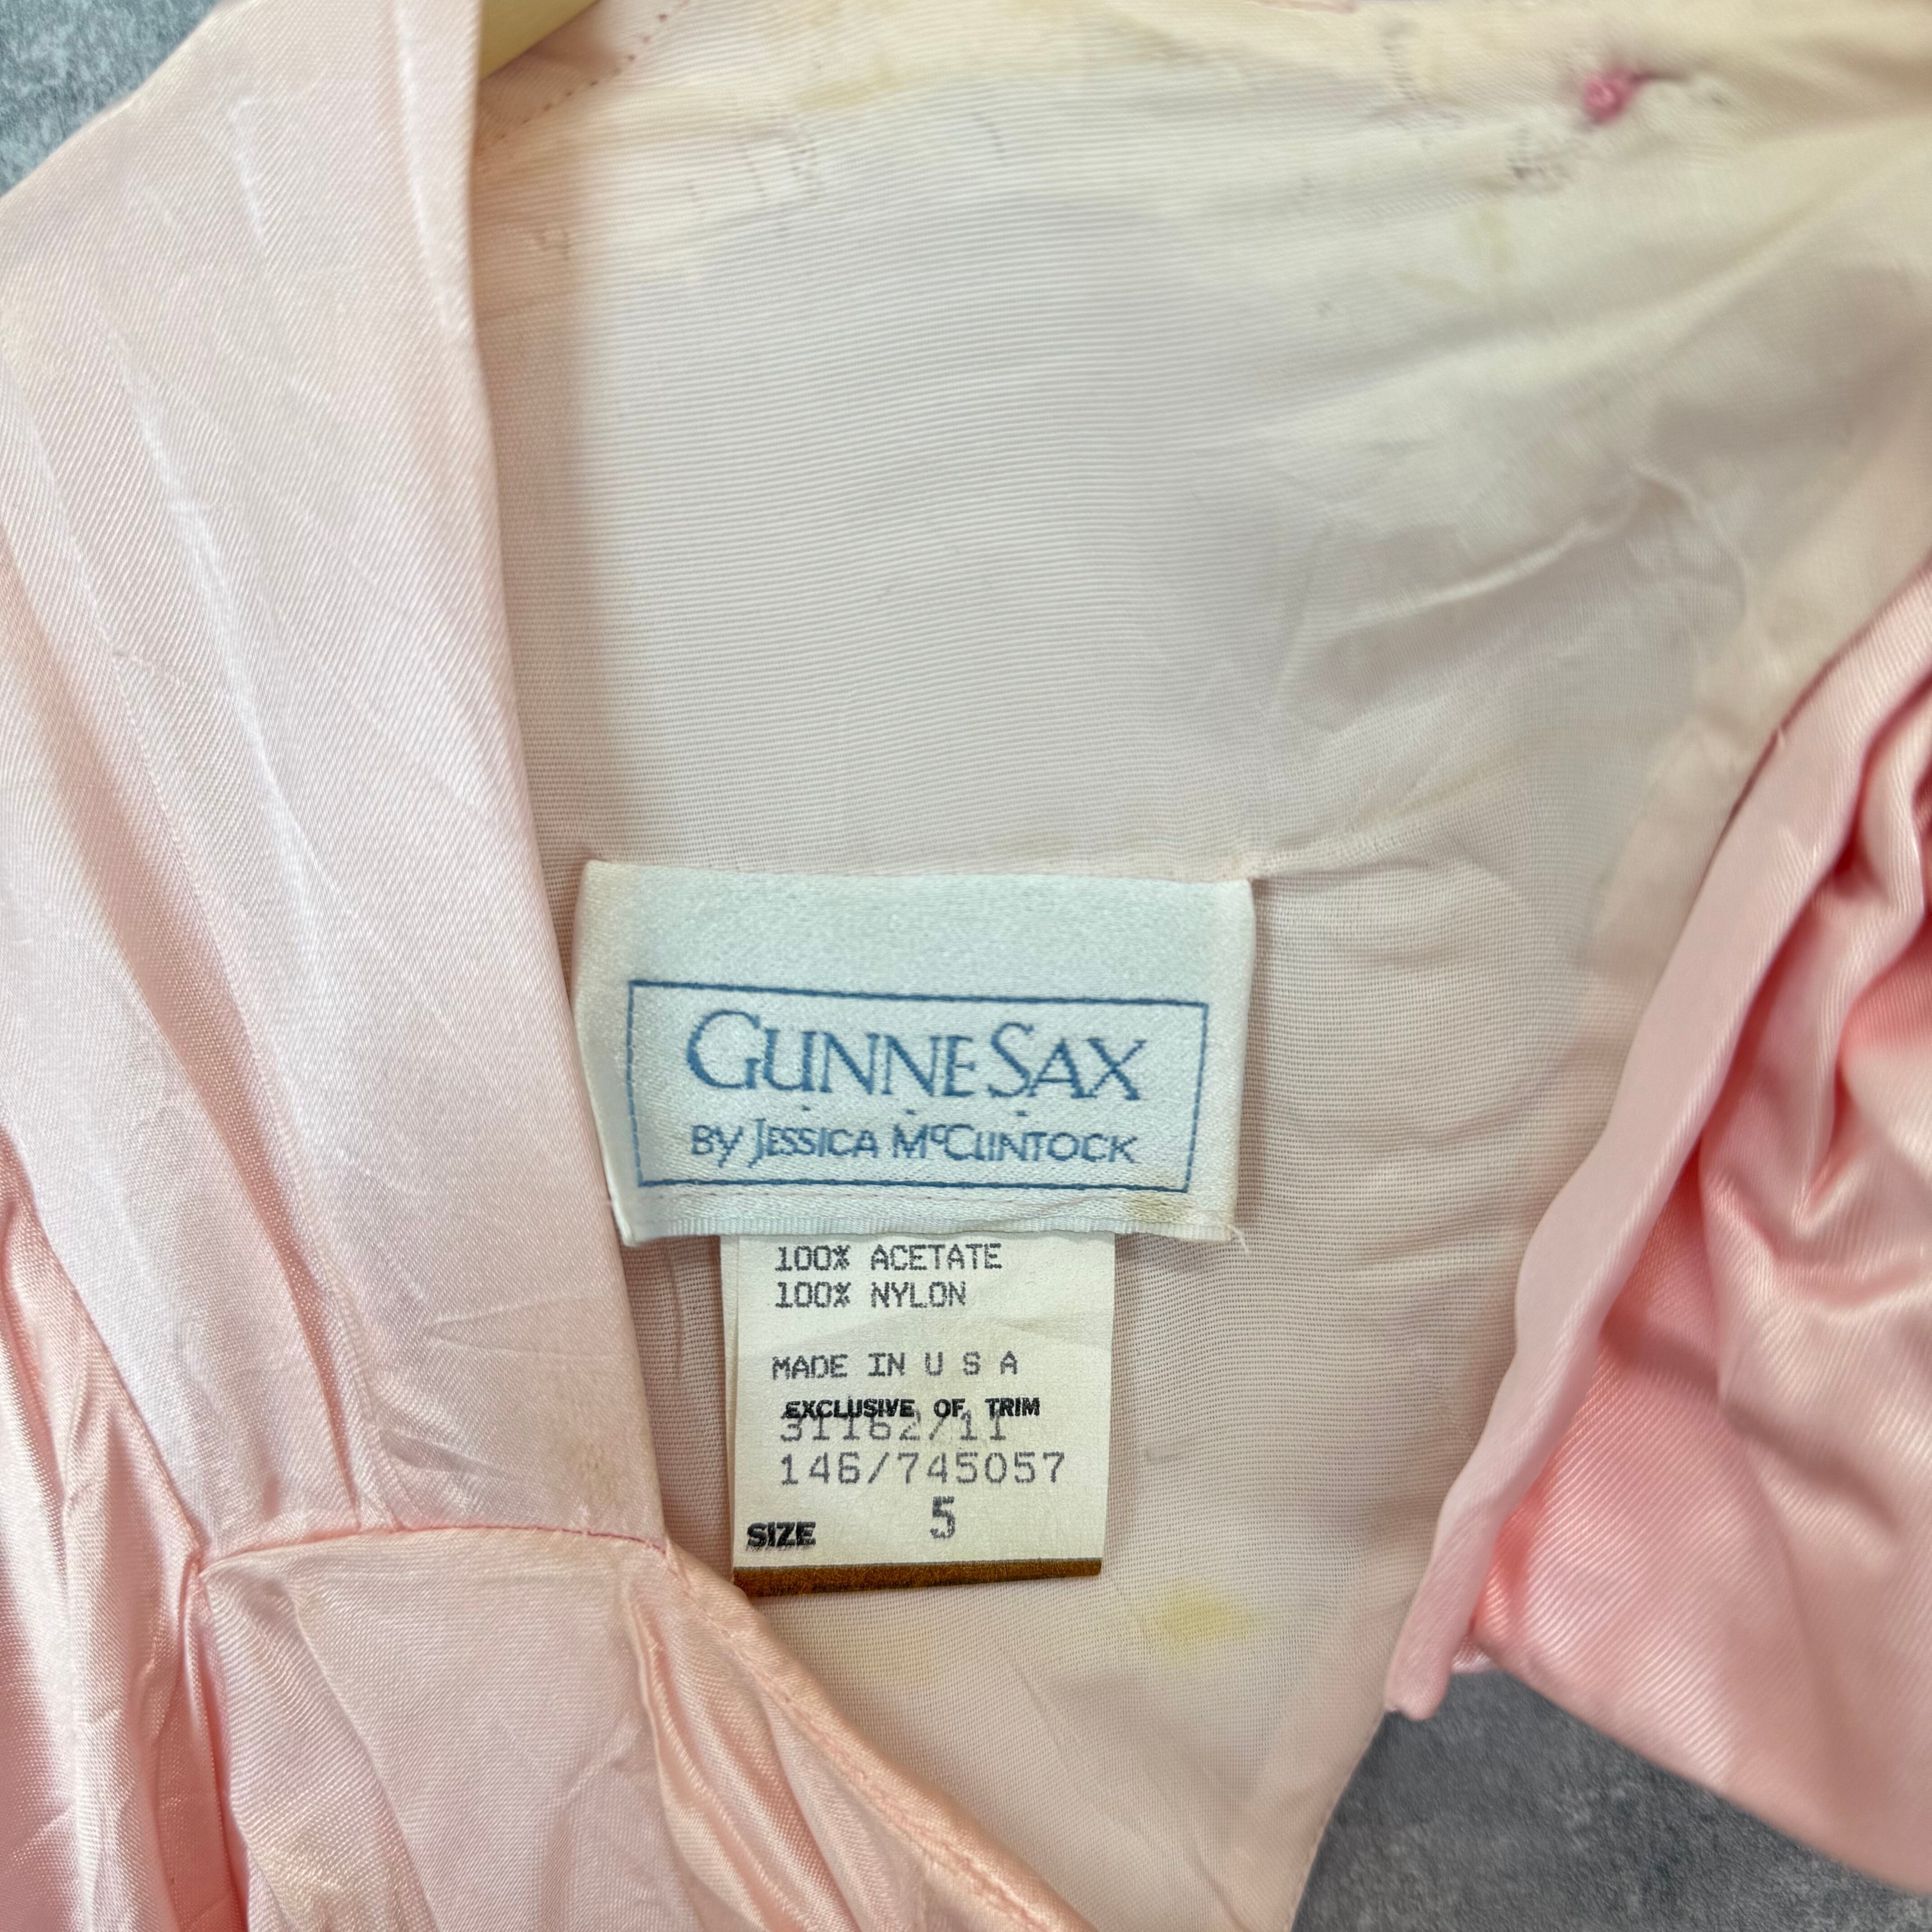 GUNNE SAX
BY JESSICA McCLINTOCK
100% ACETATE
100% NYLON
MADE IN U S A
EXCLUSIVE OF TRIM
31162/11
146/745057
SIZE 5